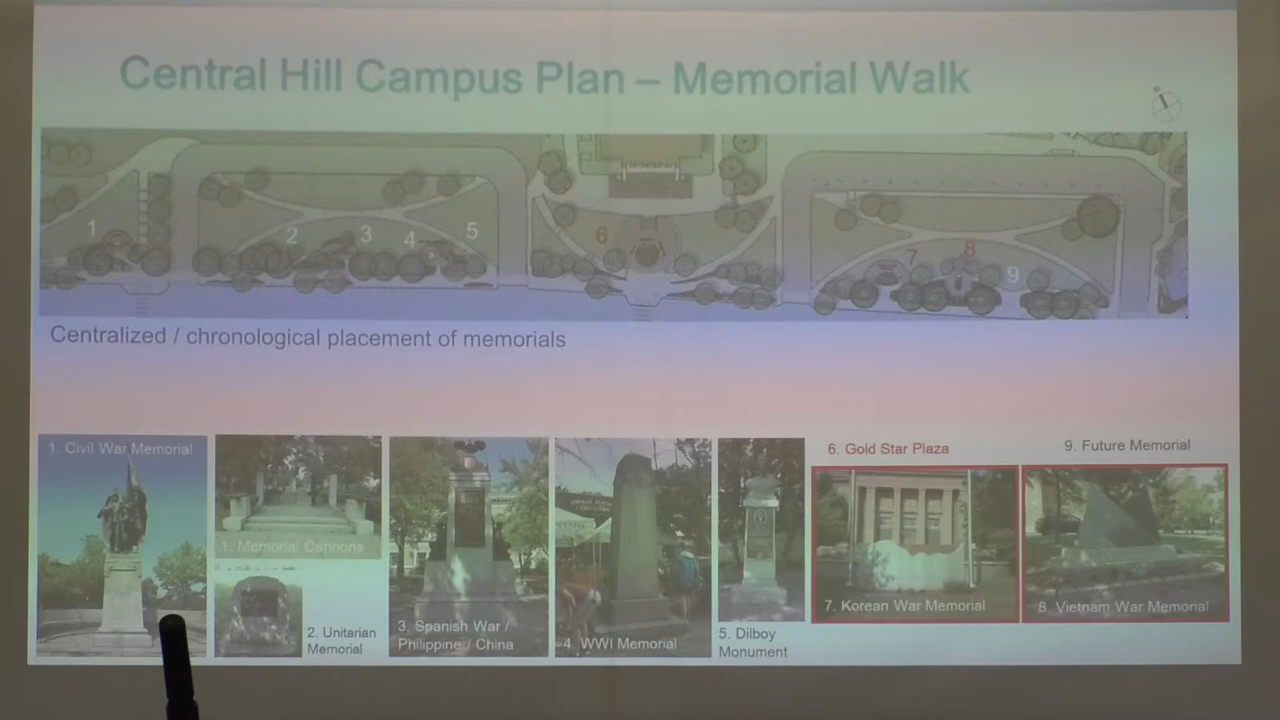 Central Hill Campus Plan – Memorial Walk
1
2
3
4
5
6
7
8
9
Centralized / chronological placement of memorials
1. Civil War Memorial
1. Memorial Cannons
2. Unitarian
Memorial
3. Spanish War /
Philippine / China
4. WWI Memorial
5. Dilboy
Monument
6. Gold Star Plaza
7. Korean War Memorial
9. Future Memorial
8. Vietnam War Memorial